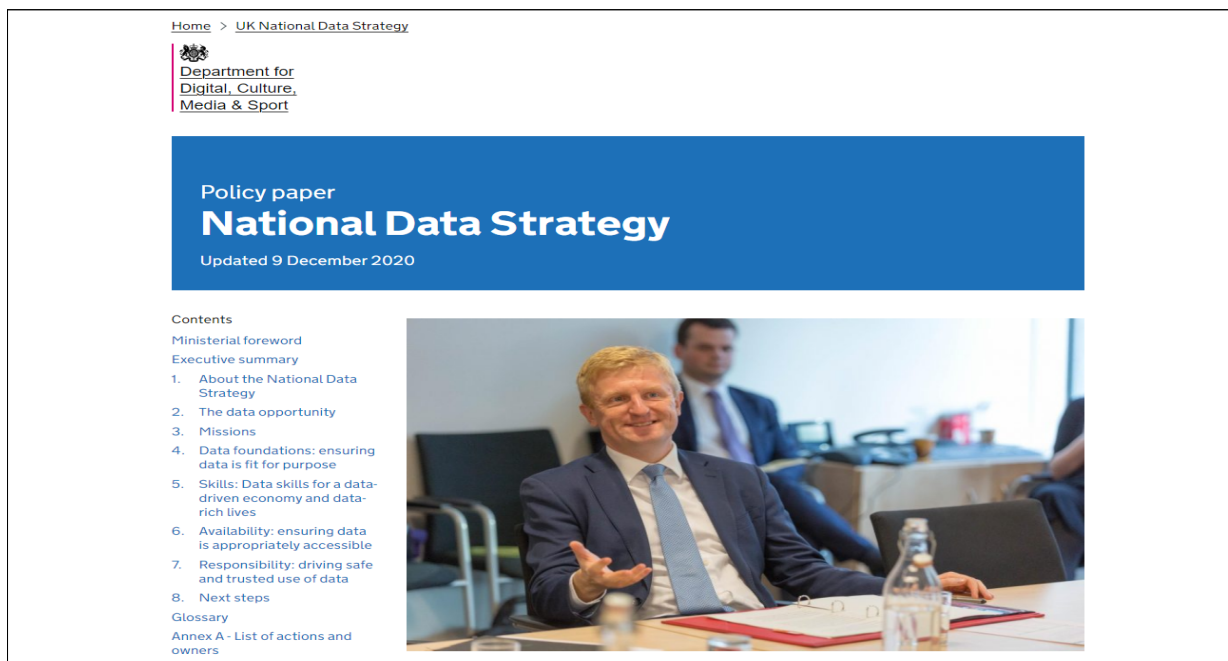 Home > UK National Data Strategy
Department for
Digital, Culture,
Media & Sport
Policy paper
National Data Strategy
Updated 9 December 2020
Contents
Ministerial foreword
Executive summary
1. About the National Data
Strategy
2. The data opportunity
3. Missions
4. Data foundations: ensuring
data is fit for purpose
5. Skills: Data skills for a data-
driven economy and data-
rich lives
6. Availability: ensuring data
is appropriately accessible
7. Responsibility: driving safe
and trusted use of data
8. Next steps
Glossary
Annex A - List of actions and
owners